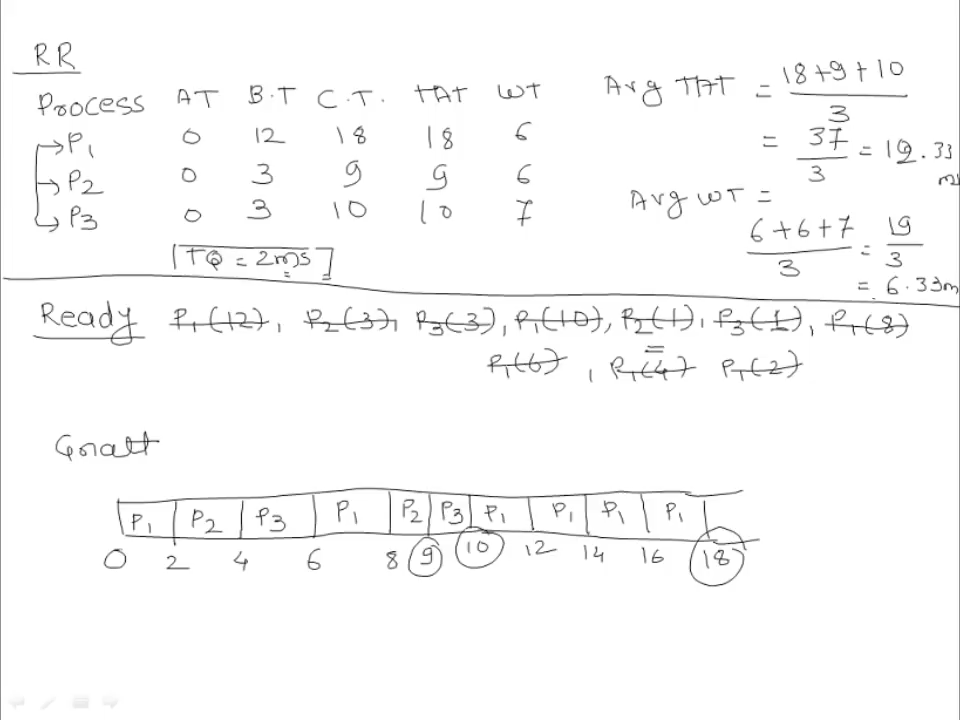 RR
Process AT B.T C.T. TAT WT
P1 0 12 18 18 6
P2 0 3 9 9 6
P3 0 3 10 10 7
TQ = 2ms
Avg TAT = 18+9+10 / 3
= 37 / 3 = 12.33 ms
Avg WT =
6+6+7 / 3 = 19 / 3
= 6.33m
Ready P1(12), P2(3), P3(3), P1(10), P2(1), P3(1), P1(8)
P1(6), P1(4) P1(2)
Gnatt
P1 P2 P3 P1 P2 P3 P1 P1 P1 P1
0 2 4 6 8 9 10 12 14 16 18